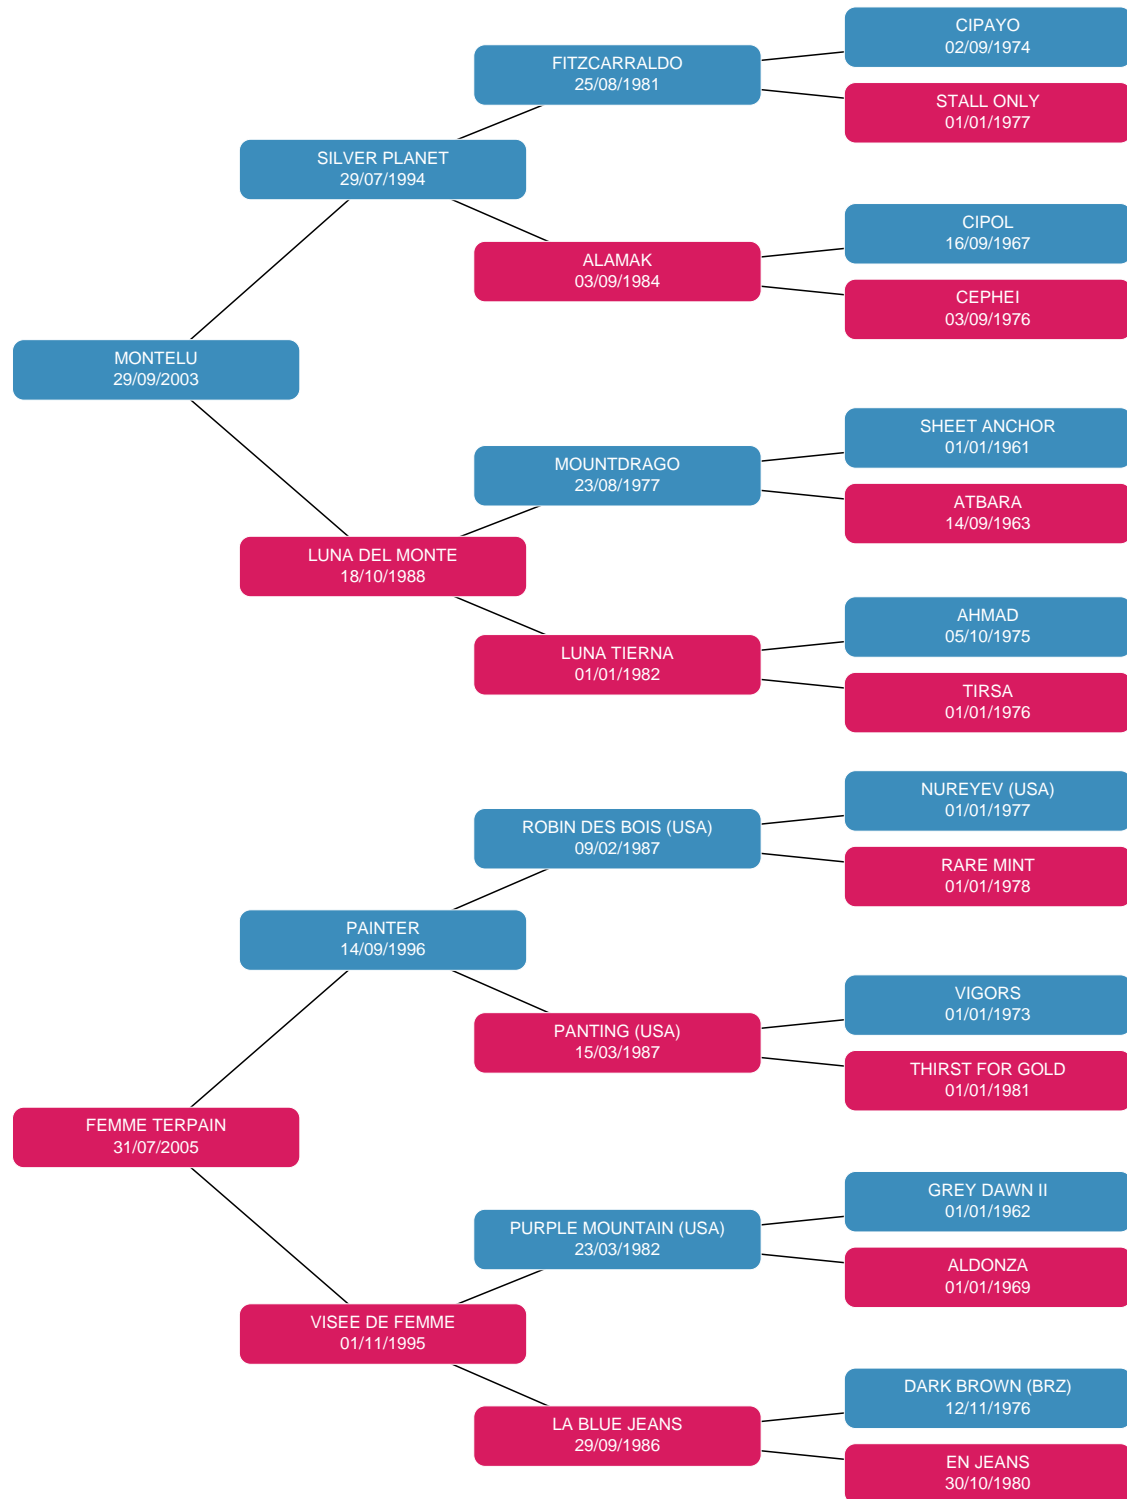 CIPAYO
02/09/1974
FITZCARRALDO
25/08/1981
STALL ONLY
01/01/1977
SILVER PLANET
29/07/1994
CIPOL
16/09/1967
ALAMAK
03/09/1984
CEPHEI
03/09/1976
MONTELU
29/09/2003
SHEET ANCHOR
01/01/1961
MOUNTDRAGO
23/08/1977
ATBARA
14/09/1963
LUNA DEL MONTE
18/10/1988
AHMAD
05/10/1975
LUNA TIERNA
01/01/1982
TIRSA
01/01/1976
NUREYEV (USA)
01/01/1977
ROBIN DES BOIS (USA)
09/02/1987
RARE MINT
01/01/1978
PAINTER
14/09/1996
VIGORS
01/01/1973
PANTING (USA)
15/03/1987
THIRST FOR GOLD
01/01/1981
FEMME TERPAIN
31/07/2005
GREY DAWN II
01/01/1962
PURPLE MOUNTAIN (USA)
23/03/1982
ALDONZA
01/01/1969
VISEE DE FEMME
01/11/1995
DARK BROWN (BRZ)
12/11/1976
LA BLUE JEANS
29/09/1986
EN JEANS
30/10/1980